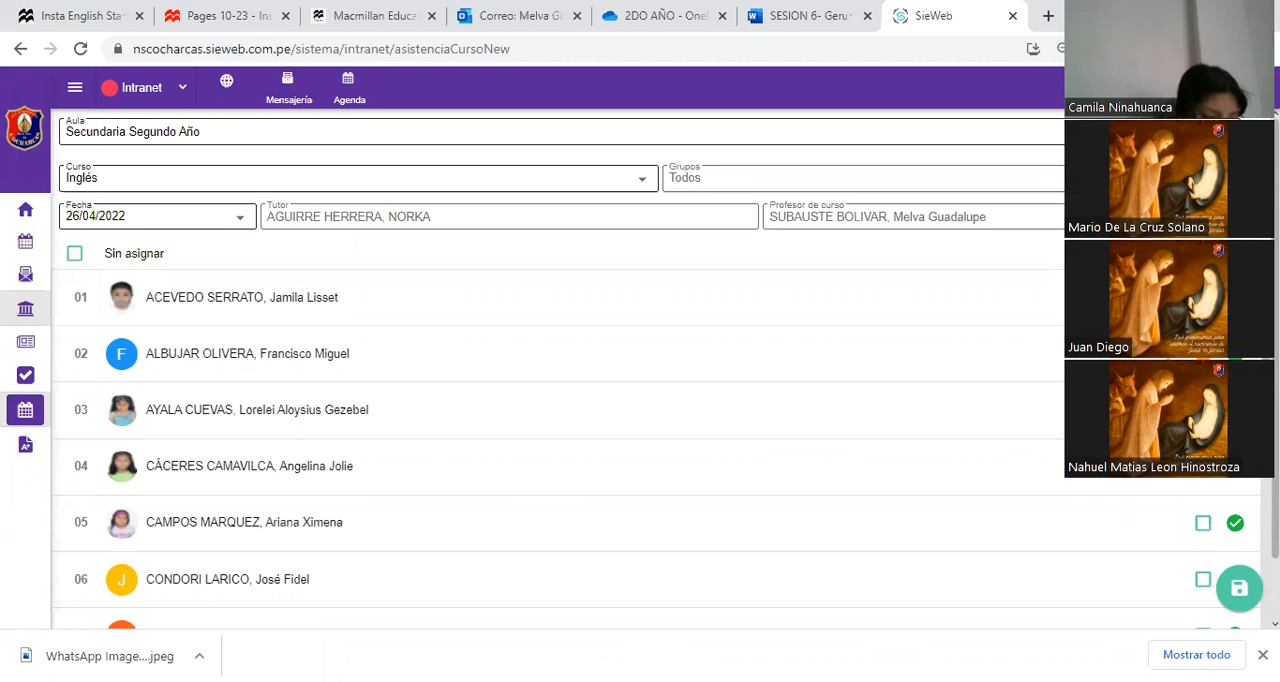 Insta English Star
Pages 10-23 - Ins
Macmillan Educa
Correo: Melva G
2DO AÑO - One
SESION 6- Geru
SieWeb
nscocharcas.sieweb.com.pe/sistema/intranet/asistenciaCursoNew
Intranet
Mensajería
Agenda
Aula
Secundaria Segundo Año
Curso
Inglés
Grupos
Todos
Fecha
26/04/2022
Tutor
AGUIRRE HERRERA, NORKA
Profesor de curso
SUBAUSTE BOLIVAR, Melva Guadalupe
Sin asignar
01 ACEVEDO SERRATO, Jamila Lisset
02 F ALBUJAR OLIVERA, Francisco Miguel
03 AYALA CUEVAS, Lorelei Aloysius Gezebel
04 CÁCERES CAMAVILCA, Angelina Jolie
05 CAMPOS MARQUEZ, Ariana Ximena
06 J CONDORI LARICO, José Fidel
Camila Ninahuanca
Mario De La Cruz Solano
Juan Diego
Nahuel Matias Leon Hinostroza
WhatsApp Image....jpeg
Mostrar todo